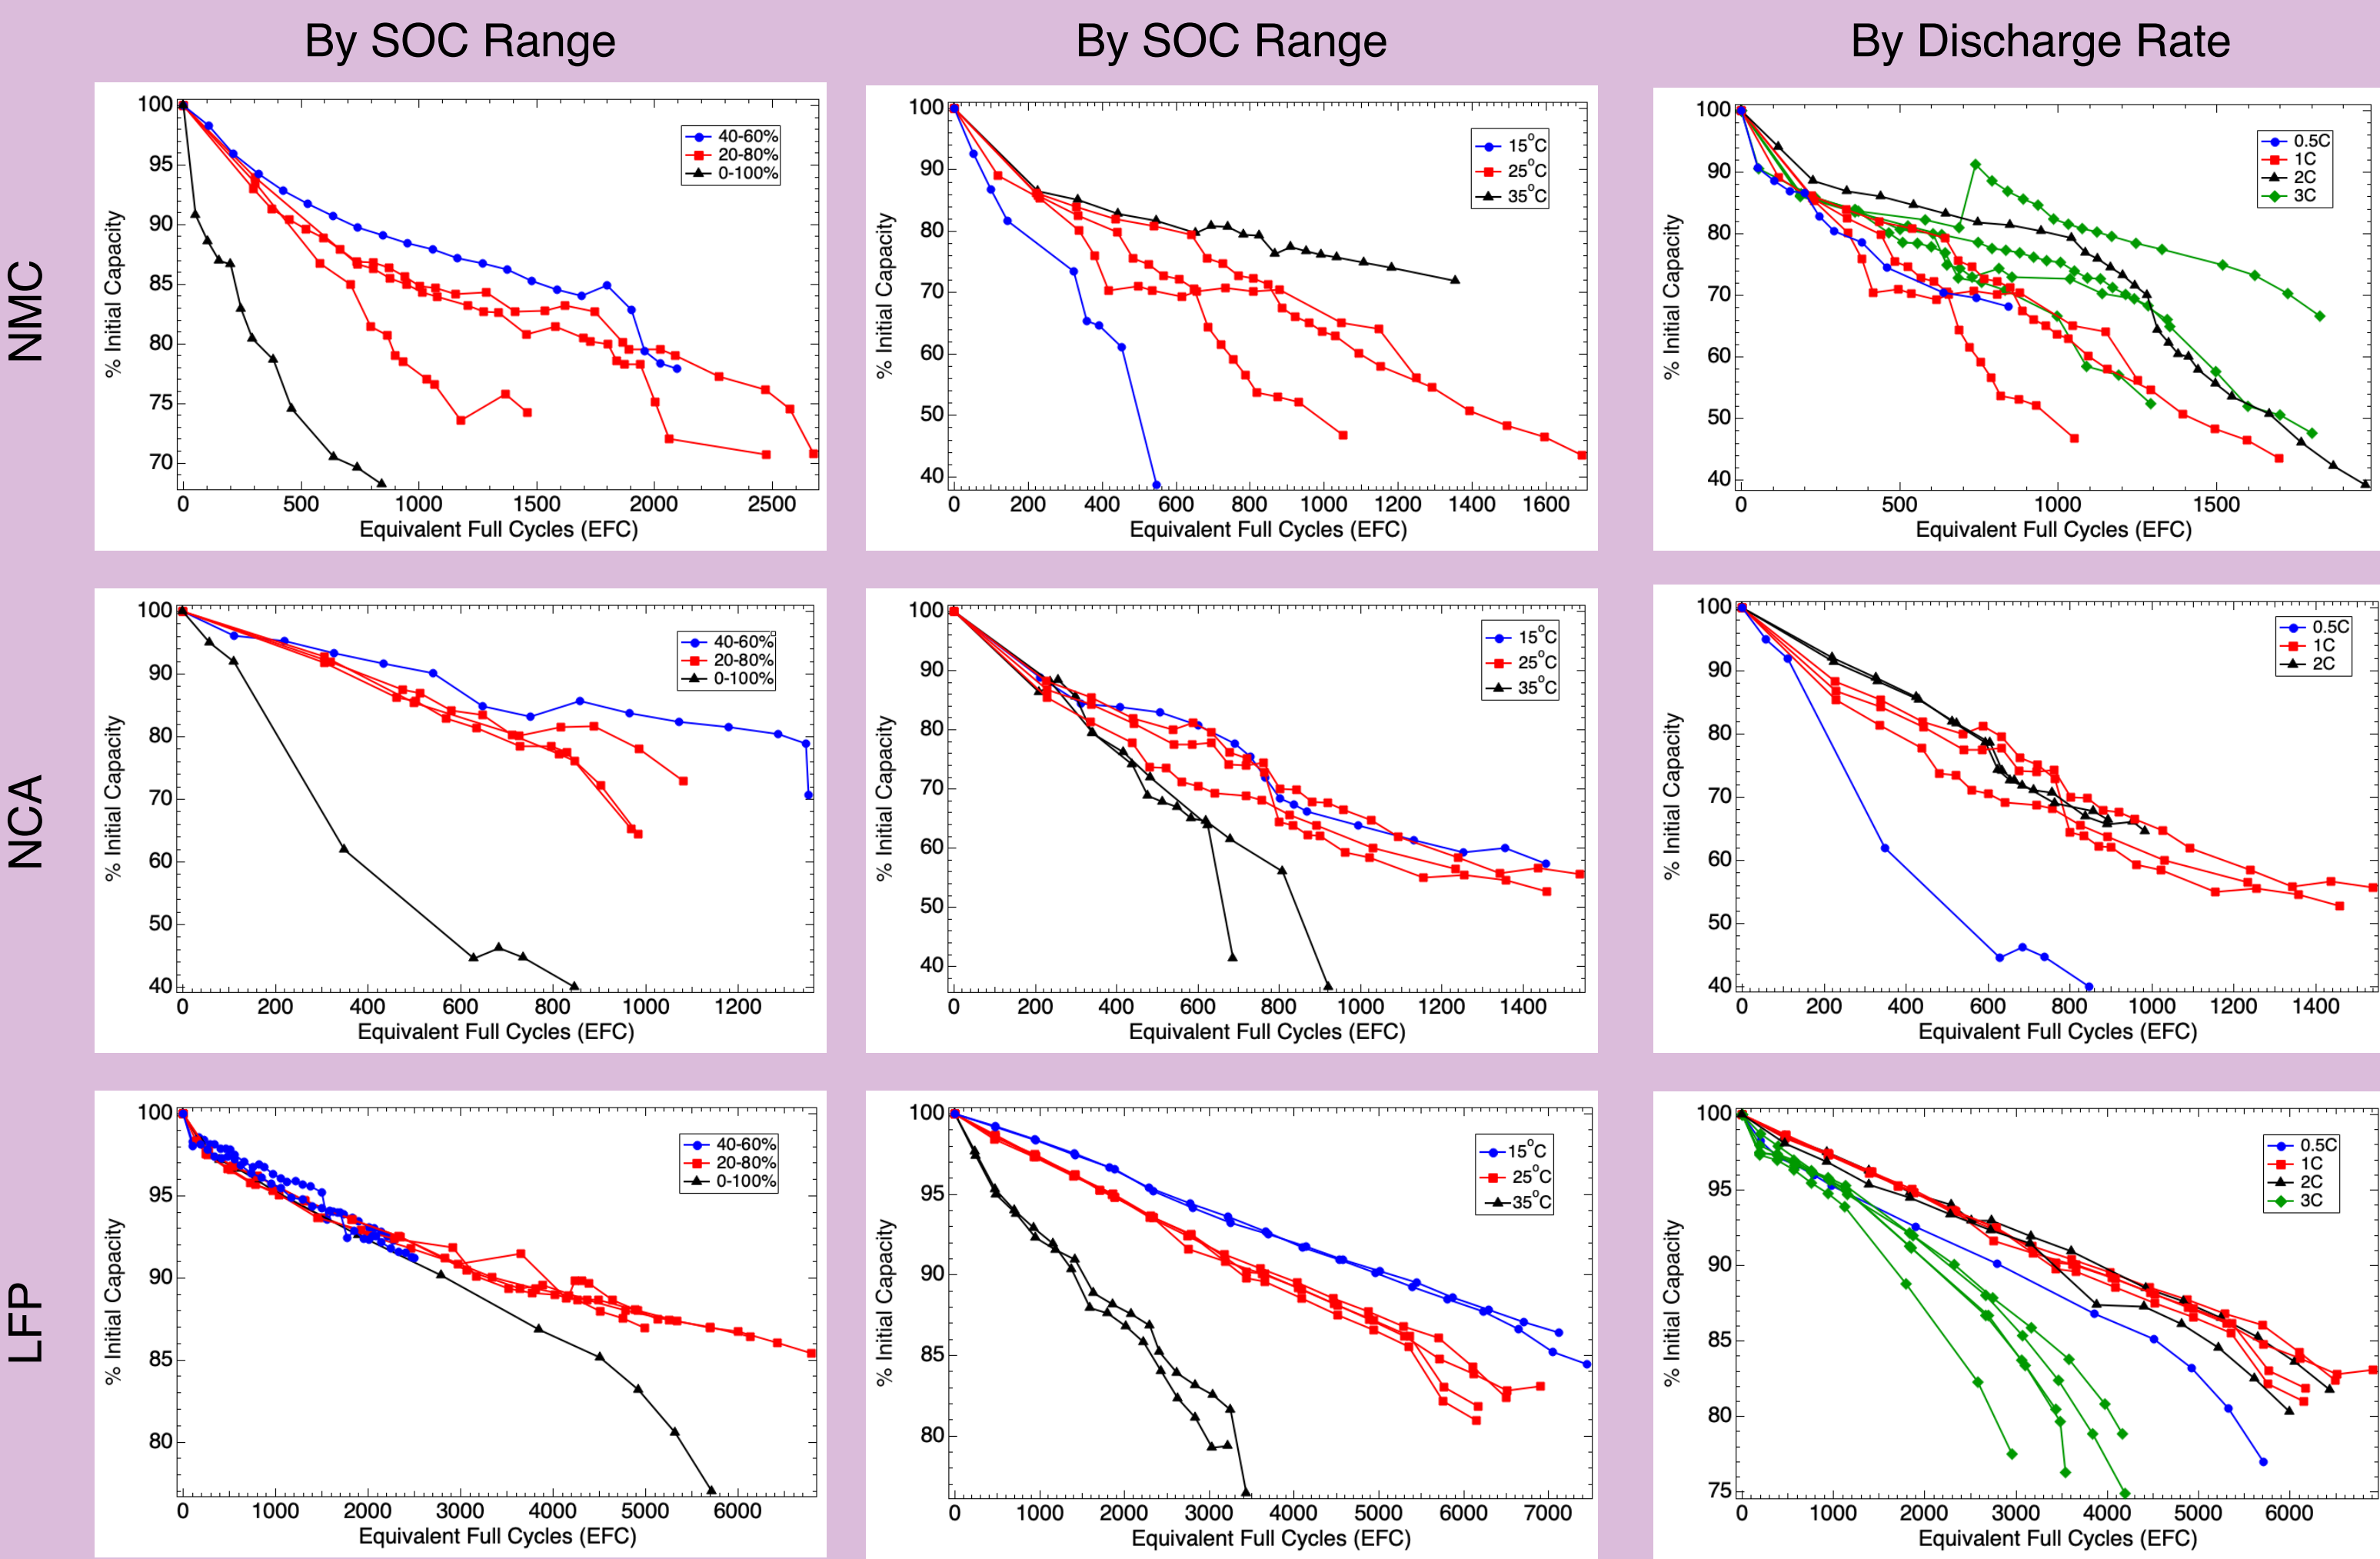 By SOC Range
By SOC Range
By Discharge Rate
NMC
100
95
90
85
80
75
70
% Initial Capacity
40-60%
20-80%
0-100%
0 500 1000 1500 2000 2500
Equivalent Full Cycles (EFC)
100
90
80
70
60
50
40
% Initial Capacity
15°C
25°C
35°C
0 200 400 600 800 1000 1200 1400 1600
Equivalent Full Cycles (EFC)
100
90
80
70
60
50
40
% Initial Capacity
0.5C
1C
2C
3C
0 500 1000 1500
Equivalent Full Cycles (EFC)
NCA
100
90
80
70
60
50
40
% Initial Capacity
40-60%
20-80%
0-100%
0 200 400 600 800 1000 1200
Equivalent Full Cycles (EFC)
100
90
80
70
60
50
40
% Initial Capacity
15°C
25°C
35°C
0 200 400 600 800 1000 1200 1400
Equivalent Full Cycles (EFC)
100
90
80
70
60
50
40
% Initial Capacity
0.5C
1C
2C
0 200 400 600 800 1000 1200 1400
Equivalent Full Cycles (EFC)
LFP
100
95
90
85
80
% Initial Capacity
40-60%
20-80%
0-100%
0 1000 2000 3000 4000 5000 6000
Equivalent Full Cycles (EFC)
100
95
90
85
80
% Initial Capacity
15°C
25°C
35°C
0 1000 2000 3000 4000 5000 6000 7000
Equivalent Full Cycles (EFC)
100
95
90
85
80
75
% Initial Capacity
0.5C
1C
2C
3C
0 1000 2000 3000 4000 5000 6000
Equivalent Full Cycles (EFC)